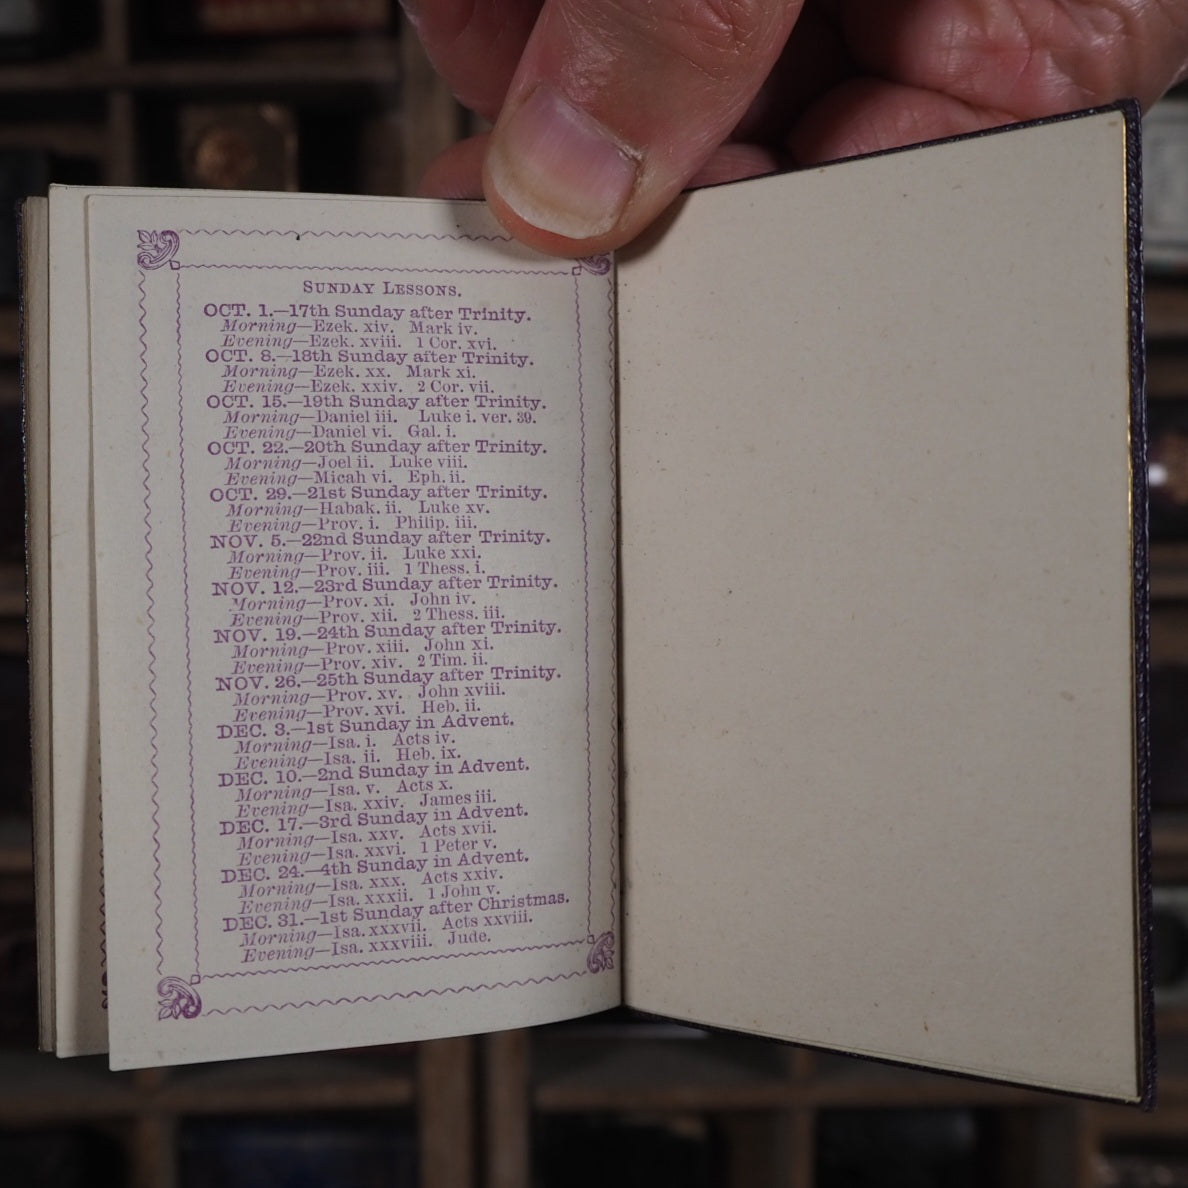 SUNDAY LESSONS.
OCT. 1.—17th Sunday after Trinity.
Morning—Ezek. xiv. Mark iv.
Evening—Ezek. xviii. 1 Cor. xvi.
OCT. 8.—18th Sunday after Trinity.
Morning—Ezek. xx. Mark xi.
Evening—Ezek. xxiv. 2 Cor. vii.
OCT. 15.—19th Sunday after Trinity.
Morning—Daniel iii. Luke i. ver. 39.
Evening—Daniel vi. Gal. i.
OCT. 22.—20th Sunday after Trinity.
Morning—Joel ii. Luke viii.
Evening—Micah vi. Eph. ii.
OCT. 29.—21st Sunday after Trinity.
Morning—Habak. ii. Luke xv.
Evening—Prov. i. Philip. iii.
NOV. 5.—22nd Sunday after Trinity.
Morning—Prov. ii. Luke xxi.
Evening—Prov. iii. 1 Thess. i.
NOV. 12.—23rd Sunday after Trinity.
Morning—Prov. xi. John iv.
Evening—Prov. xii. 2 Thess. iii.
NOV. 19.—24th Sunday after Trinity.
Morning—Prov. xiii. John xi.
Evening—Prov. xiv. 2 Tim. ii.
NOV. 26.—25th Sunday after Trinity.
Morning—Prov. xv. John xviii.
Evening—Prov. xvi. Heb. ii.
DEC. 3.—1st Sunday in Advent.
Morning—Isa. i. Acts iv.
Evening—Isa. ii. Heb. ix.
DEC. 10.—2nd Sunday in Advent.
Morning—Isa. v. Acts x.
Evening—Isa. xxiv. James iii.
DEC. 17.—3rd Sunday in Advent.
Morning—Isa. xxv. Acts xvii.
Evening—Isa. xxvi. 1 Peter v.
DEC. 24.—4th Sunday in Advent.
Morning—Isa. xxx. Acts xxiv.
Evening—Isa. xxxii. 1 John v.
DEC. 31.—1st Sunday after Christmas.
Morning—Isa. xxxvii. Acts xxviii.
Evening—Isa. xxxviii. Jude.